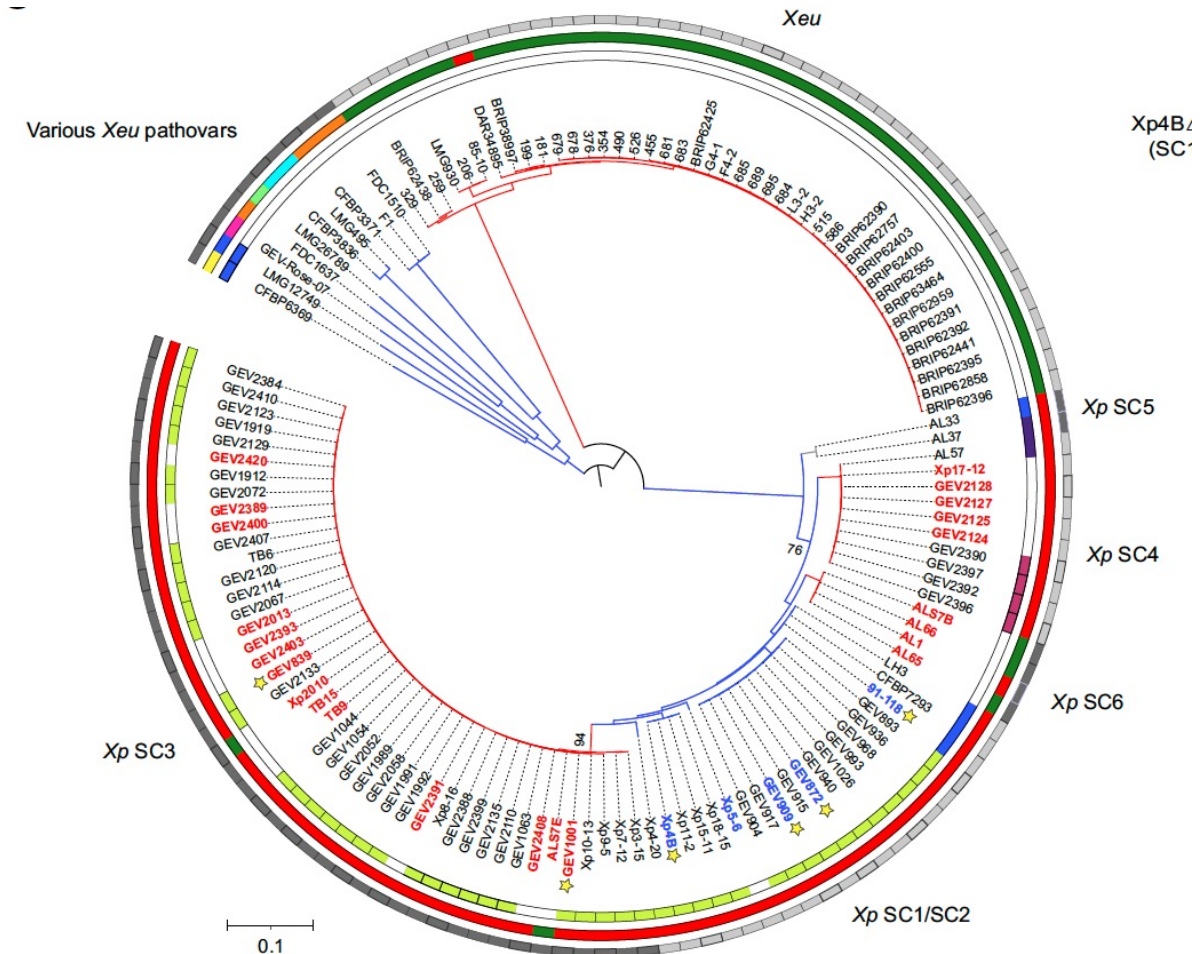 Xeu
Various Xeu pathovars
Xp4BΔ
(SC1
Xp SC5
Xp SC4
Xp SC6
Xp SC1/SC2
Xp SC3
CFBP6369
LMG12749
GEV-Rose-07
FDC1637
LMG26789
CFBP3836
LMG495
CFBP3371
F1
FDC1510
329
BRIP62438
259
LMG930
206
85-10
DAR34895
BRIP38997
199
181
679
678
376
354
490
526
455
681
683
BRIP62425
G4-1
F4-2
685
689
695
684
L3-2
H3-2
515
586
BRIP62390
BRIP62757
BRIP62403
BRIP62400
BRIP62555
BRIP63464
BRIP62959
BRIP62391
BRIP62392
BRIP62441
BRIP62395
BRIP62858
BRIP62396
AL33
AL37
AL57
Xp17-12
GEV2128
GEV2127
GEV2125
GEV2124
GEV2390
GEV2397
GEV2392
GEV2396
ALS7B
AL66
AL1
AL65
LH3
CFBP7293
91-118
GEV893
GEV936
GEV968
GEV993
GEV1026
GEV940
GEV872
GEV915
GEV909
GEV917
GEV904
Xp5-6
Xp18-15
Xp15-11
Xp11-2
Xp4B
Xp4-20
Xp3-15
Xp7-12
Xp9-5
Xp10-13
GEV1001
ALS7E
GEV2408
GEV1063
GEV2110
GEV2135
GEV2399
GEV2388
Xp8-16
GEV2391
GEV1992
GEV1991
GEV2058
GEV1989
GEV2052
GEV1054
GEV1044
TB9
TB15
Xp2010
GEV2133
GEV839
GEV2403
GEV2393
GEV2013
GEV2067
GEV2114
GEV2120
TB6
GEV2407
GEV2400
GEV2389
GEV2072
GEV1912
GEV2420
GEV2129
GEV1919
GEV2123
GEV2410
GEV2384
76
94
0.1